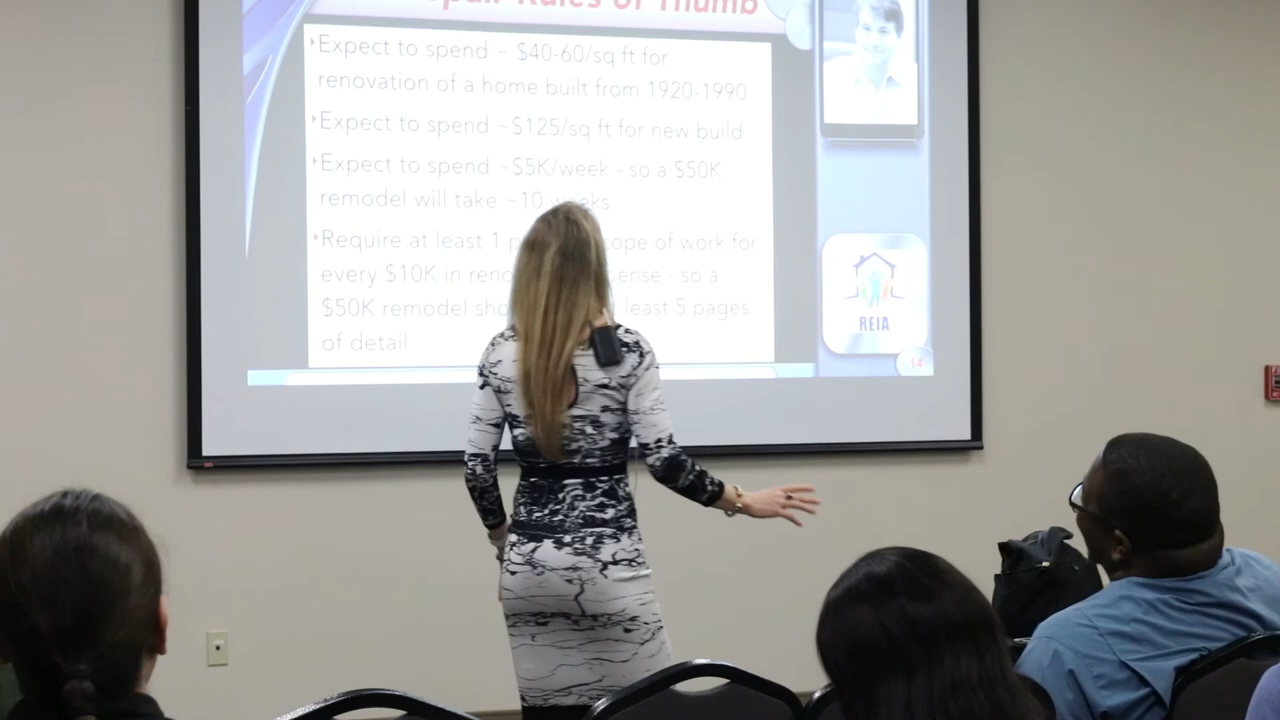 Rules of Thumb
Expect to spend ~ $40-60/sq ft for
renovation of a home built from 1920-1990
Expect to spend ~$125/sq ft for new build
Expect to spend ~$5K/week - so a $50K
remodel will take ~10 weeks
Require at least 1 p cope of work for
every $10K in reno ense - so a
$50K remodel sho least 5 pages
of detail
REIA
14